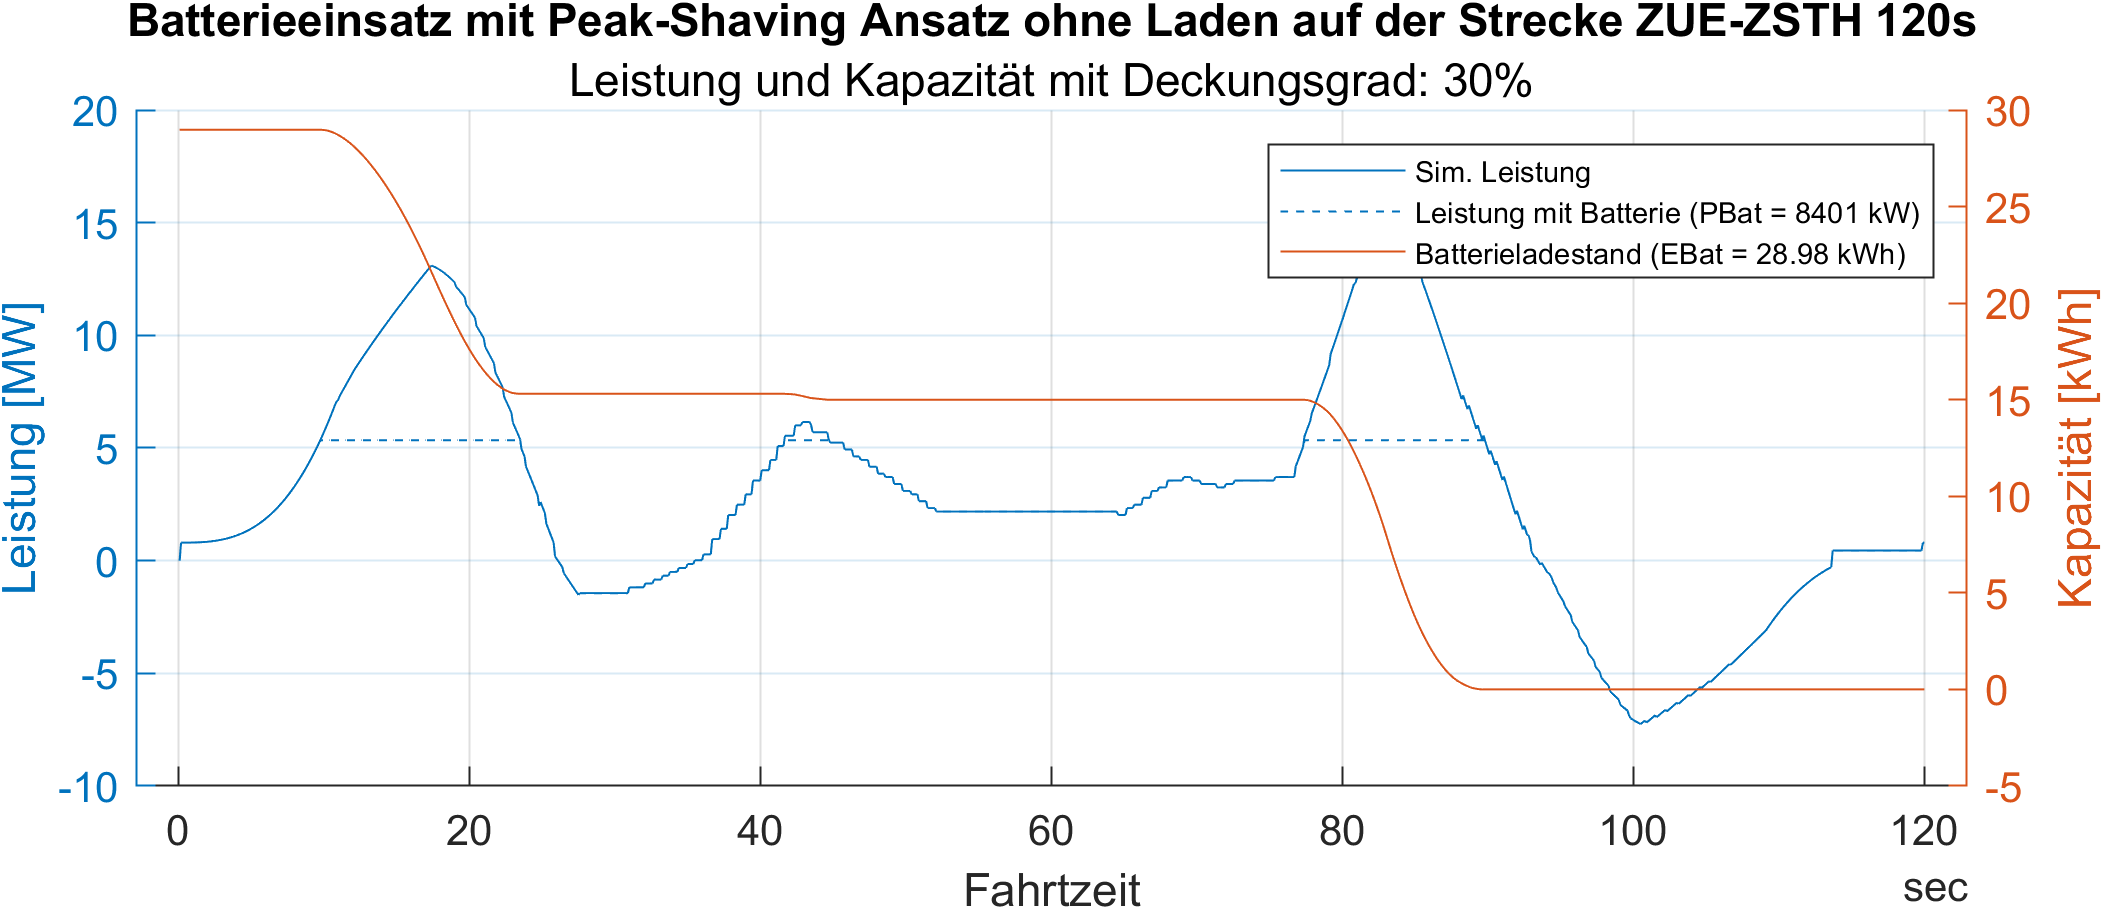 Batterieeinsatz mit Peak-Shaving Ansatz ohne Laden auf der Strecke ZUE-ZSTH 120s
Leistung und Kapazität mit Deckungsgrad: 30%
Leistung [MW]
20
15
10
5
0
-5
-10
Sim. Leistung
Leistung mit Batterie (PBat = 8401 kW)
Batterieladestand (EBat = 28.98 kWh)
30
25
20
15
10
5
0
-5
Kapazität [kWh]
0 20 40 60 80 100 120
Fahrtzeit
sec